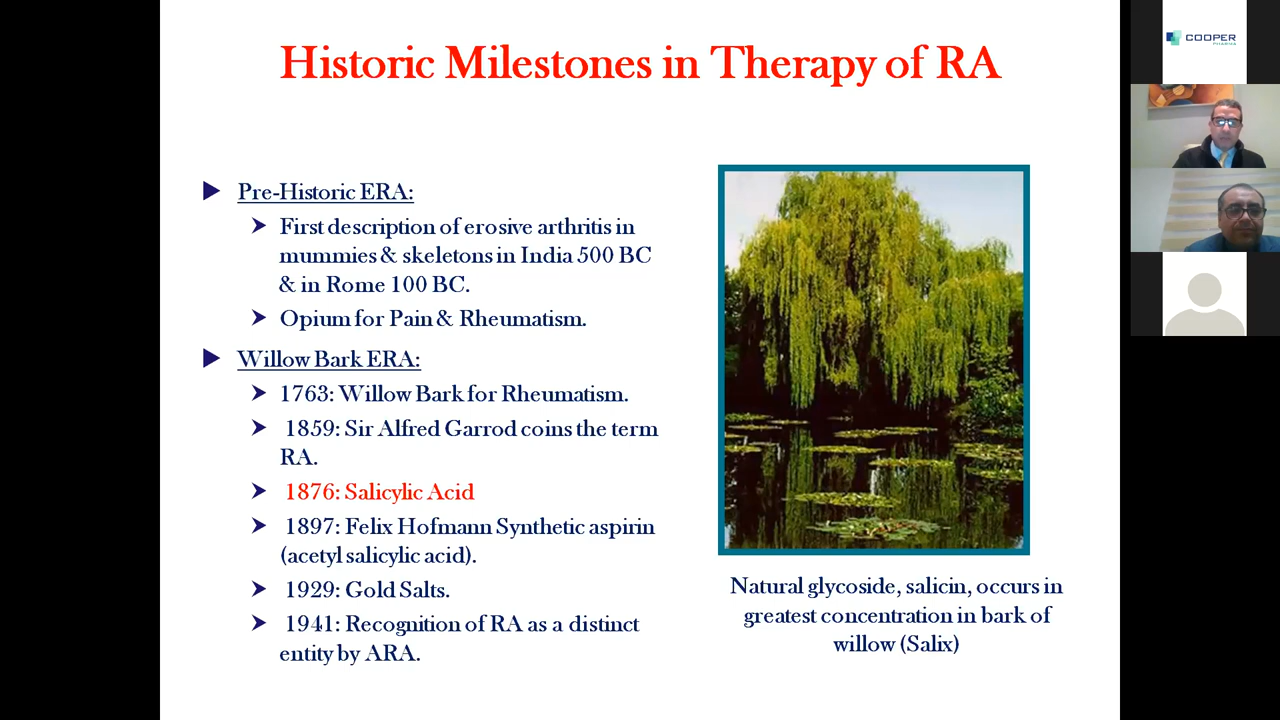 Historic Milestones in Therapy of RA
Pre-Historic ERA:
First description of erosive arthritis in
mummies & skeletons in India 500 BC
& in Rome 100 BC.
Opium for Pain & Rheumatism.
Willow Bark ERA:
1763: Willow Bark for Rheumatism.
1859: Sir Alfred Garrod coins the term
RA.
1876: Salicylic Acid
1897: Felix Hofmann Synthetic aspirin
(acetyl salicylic acid).
1929: Gold Salts.
1941: Recognition of RA as a distinct
entity by ARA.
Natural glycoside, salicin, occurs in
greatest concentration in bark of
willow (Salix)
COOPER
PHARMA